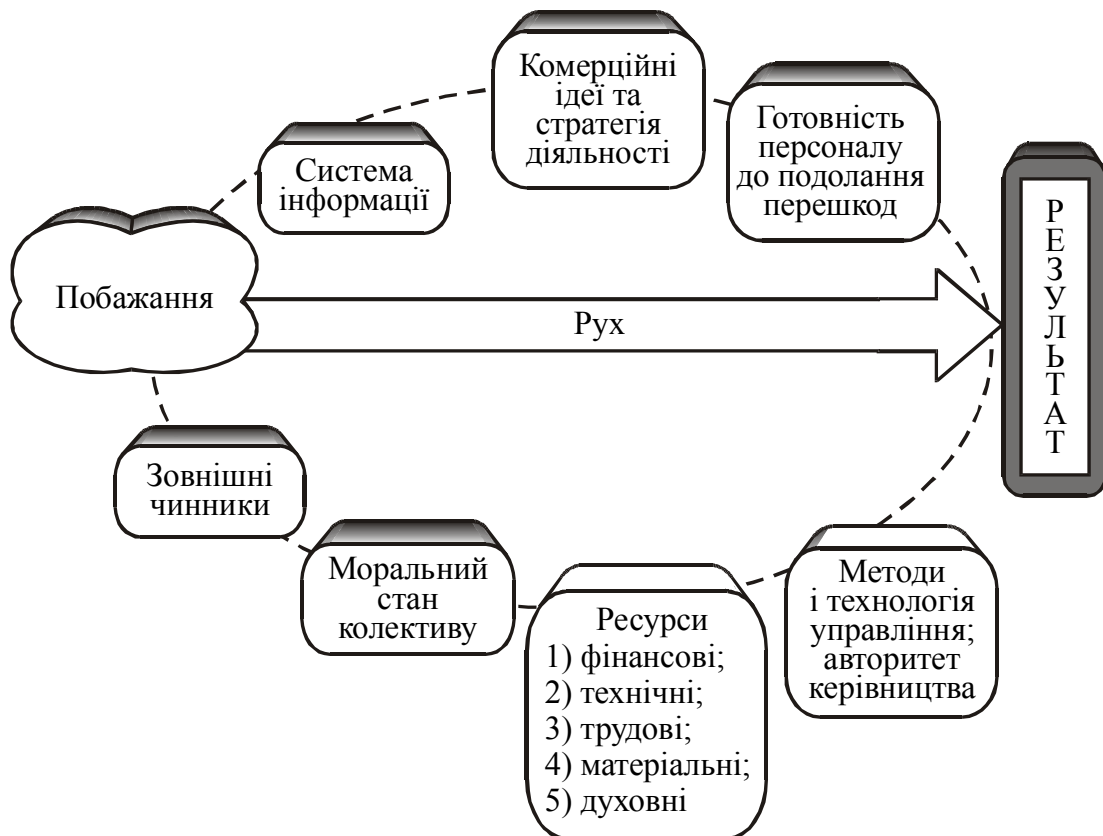 Комерційні
ідеї та
стратегія
діяльності
Готовність
персоналу
до подолання
перешкод
Система
інформації
Побажання
Рух
РЕЗУЛЬТАТ
Зовнішні
чинники
Моральний
стан
колективу
Ресурси
1) фінансові;
2) технічні;
3) трудові;
4) матеріальні;
5) духовні
Методи
і технологія
управління;
авторитет
керівництва